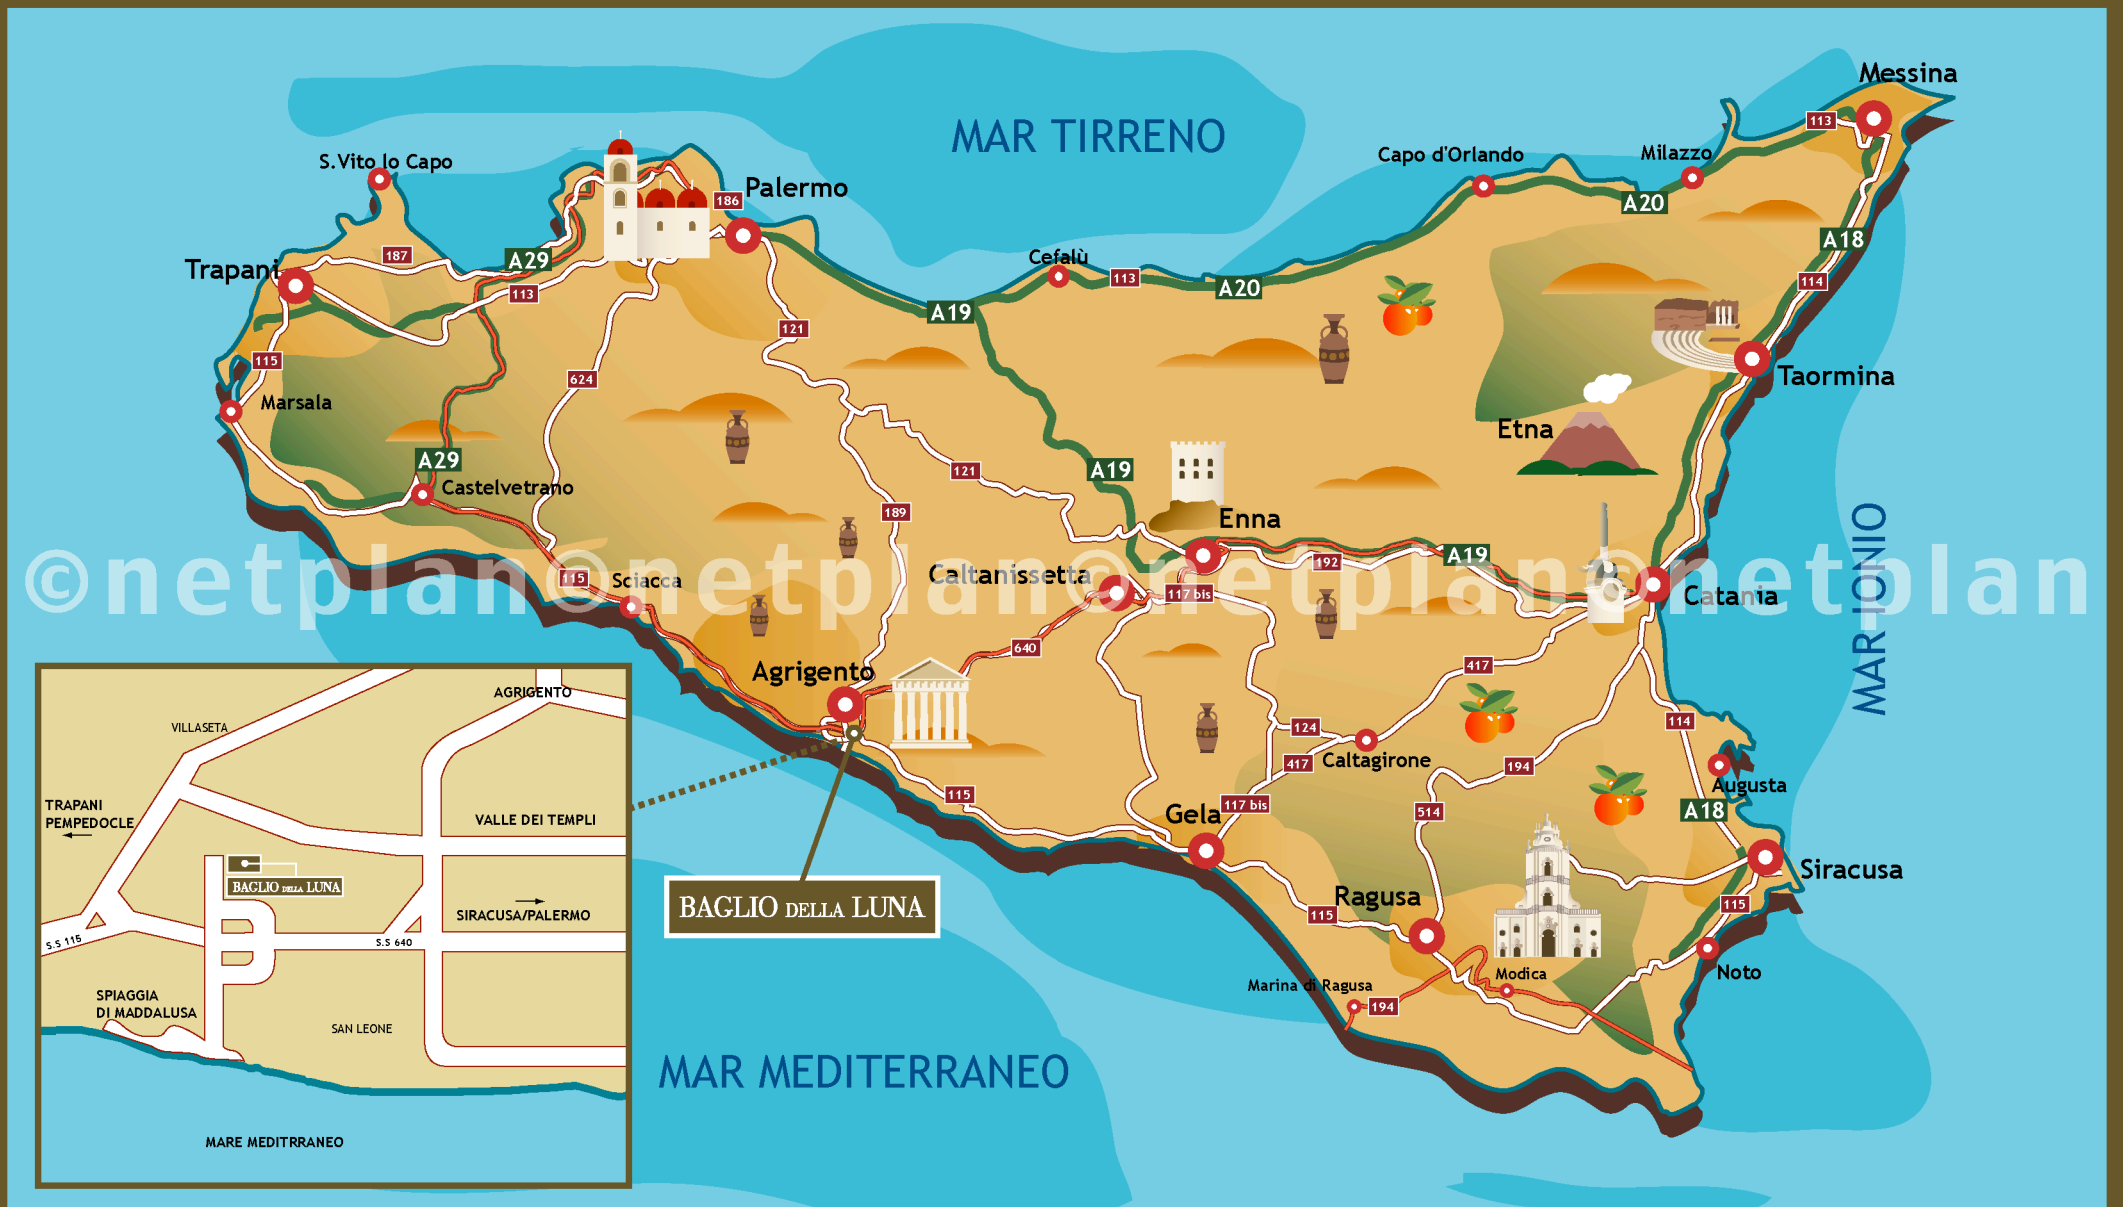 Messina
MAR TIRRENO
113
S.Vito lo Capo
Capo d'Orlando
Milazzo
Palermo
186
A20
Trapani
187
A29
113
Cefalù
113
A20
A19
A18
114
121
115
624
Marsala
Taormina
Etna
A29
Castelvetrano
121
A19
189
Enna
MAR IONIO
©netplan©netplan©netplan©netplan
115
Sciacca
Caltanissetta
117 bis
192
A19
Catania
640
Agrigento
417
124
Caltagirone
417
194
114
Augusta
115
Gela
117 bis
514
A18
Siracusa
BAGLIO DELLA LUNA
Ragusa
115
115
Noto
Modica
Marina di Ragusa
194
MAR MEDITERRANEO
AGRIGENTO
VILLASETA
TRAPANI
PEMPEDOCLE
VALLE DEI TEMPLI
BAGLIO DELLA LUNA
SIRACUSA/PALERMO
S.S 115
S.S 640
SPIAGGIA
DI MADDALUSA
SAN LEONE
MARE MEDITRRANEO